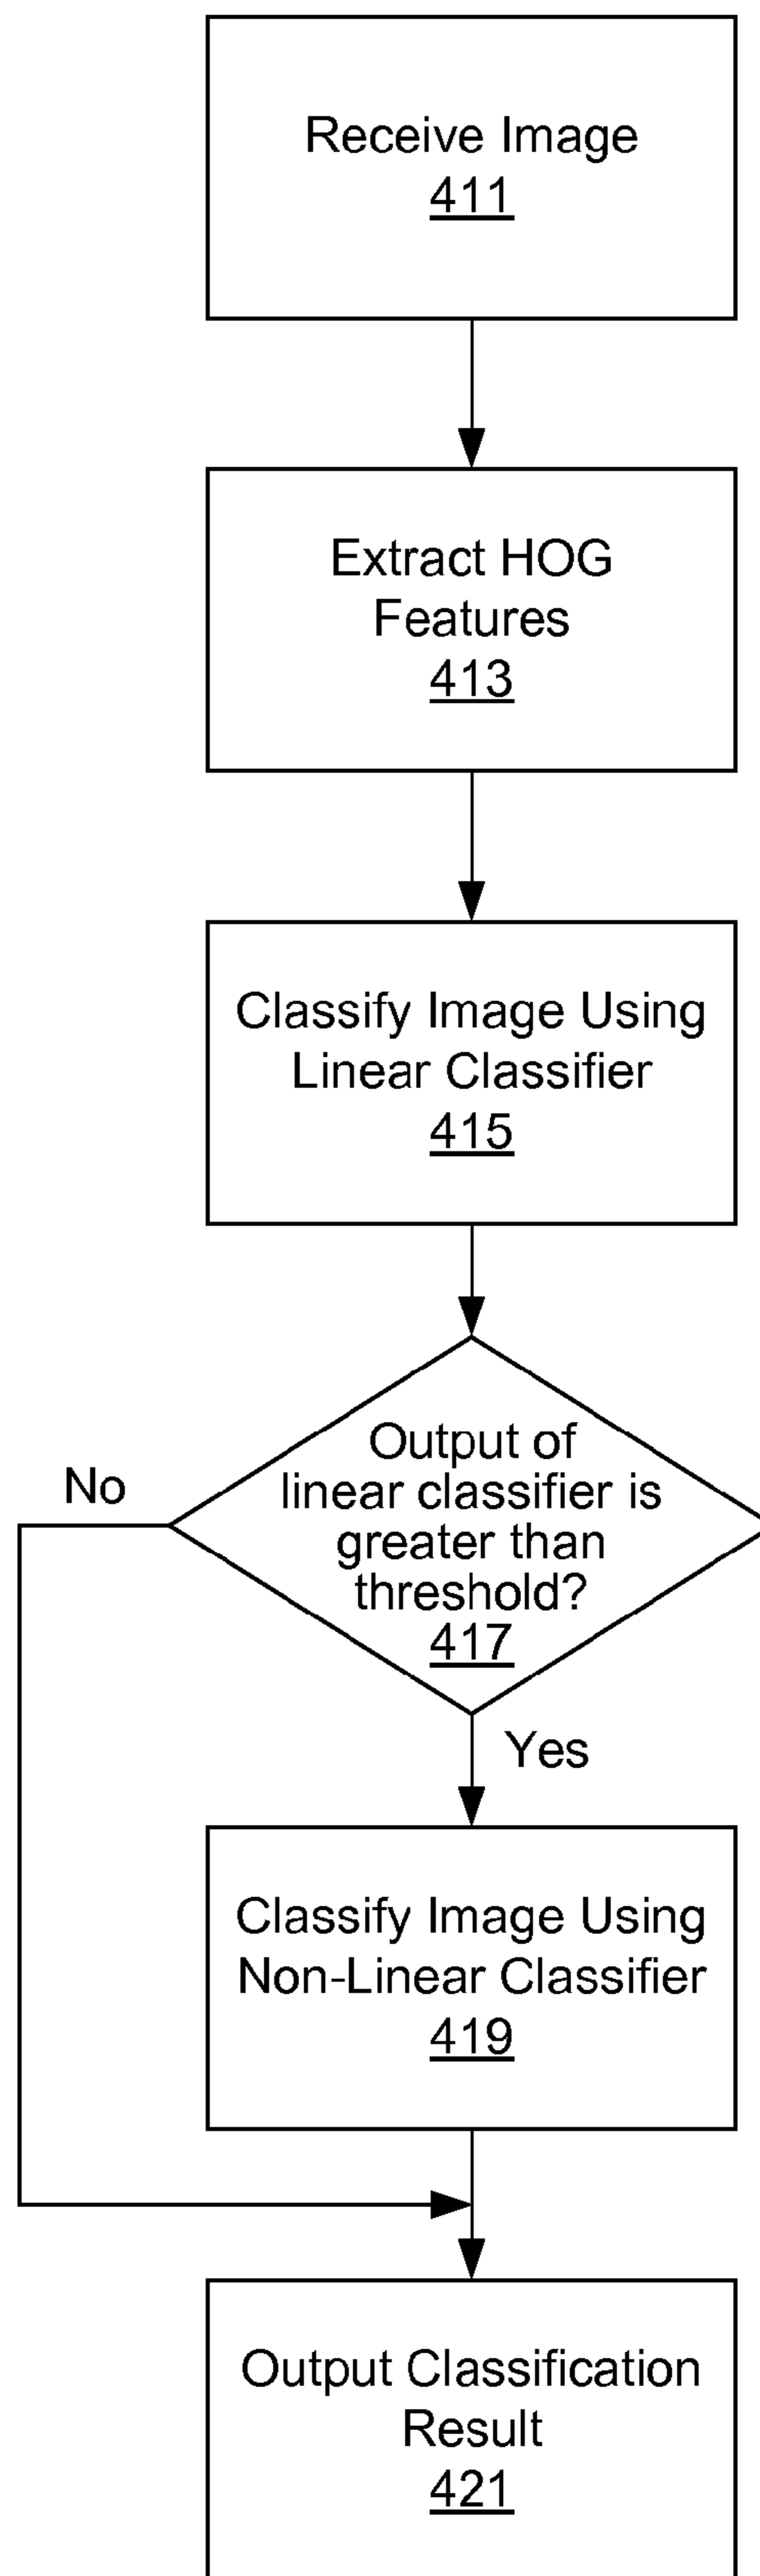 Receive Image
411
Extract HOG
Features
413
Classify Image Using
Linear Classifier
415
Output of
linear classifier is
greater than
threshold?
417
No
Yes
Classify Image Using
Non-Linear Classifier
419
Output Classification
Result
421